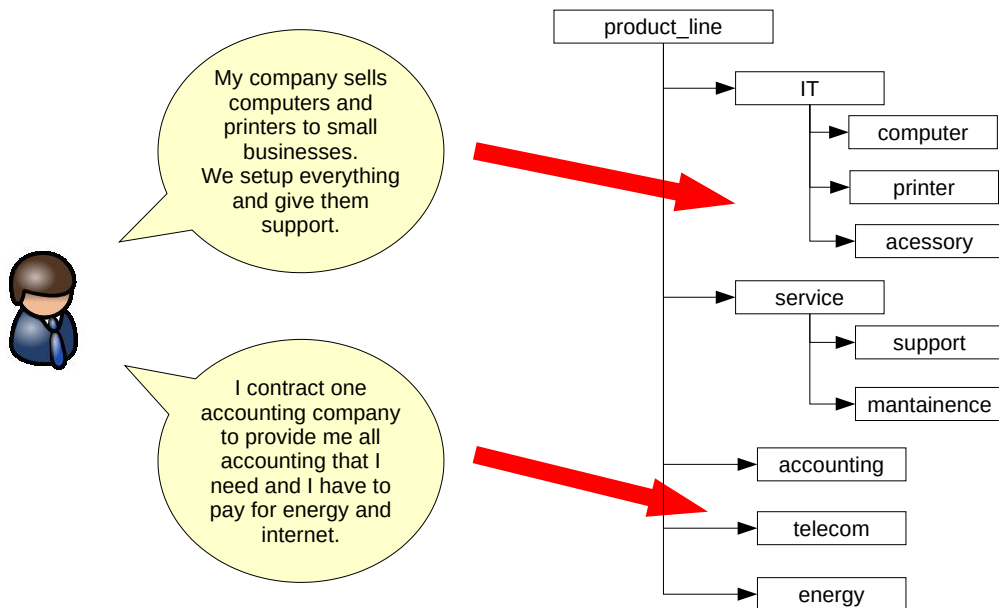 My company sells
computers and
printers to small
businesses.
We setup everything
and give them
support.
I contract one
accounting company
to provide me all
accounting that I
need and I have to
pay for energy and
internet.
product_line
IT
computer
printer
acessory
service
support
mantainence
accounting
telecom
energy